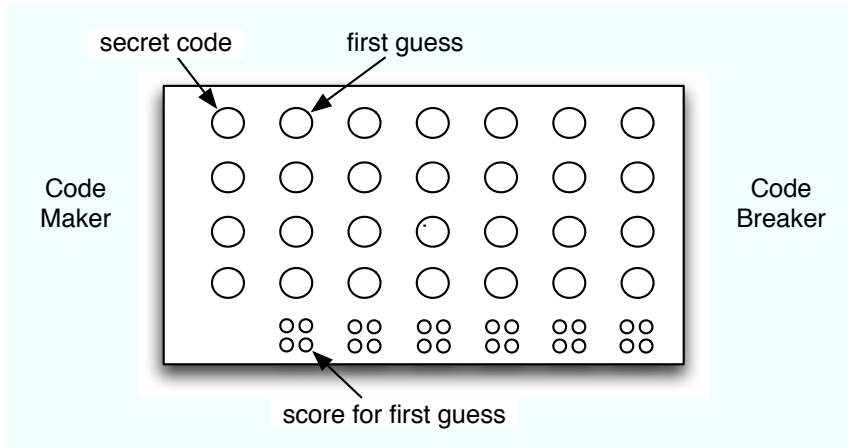 secret code
first guess
Code
Maker
Code
Breaker
score for first guess